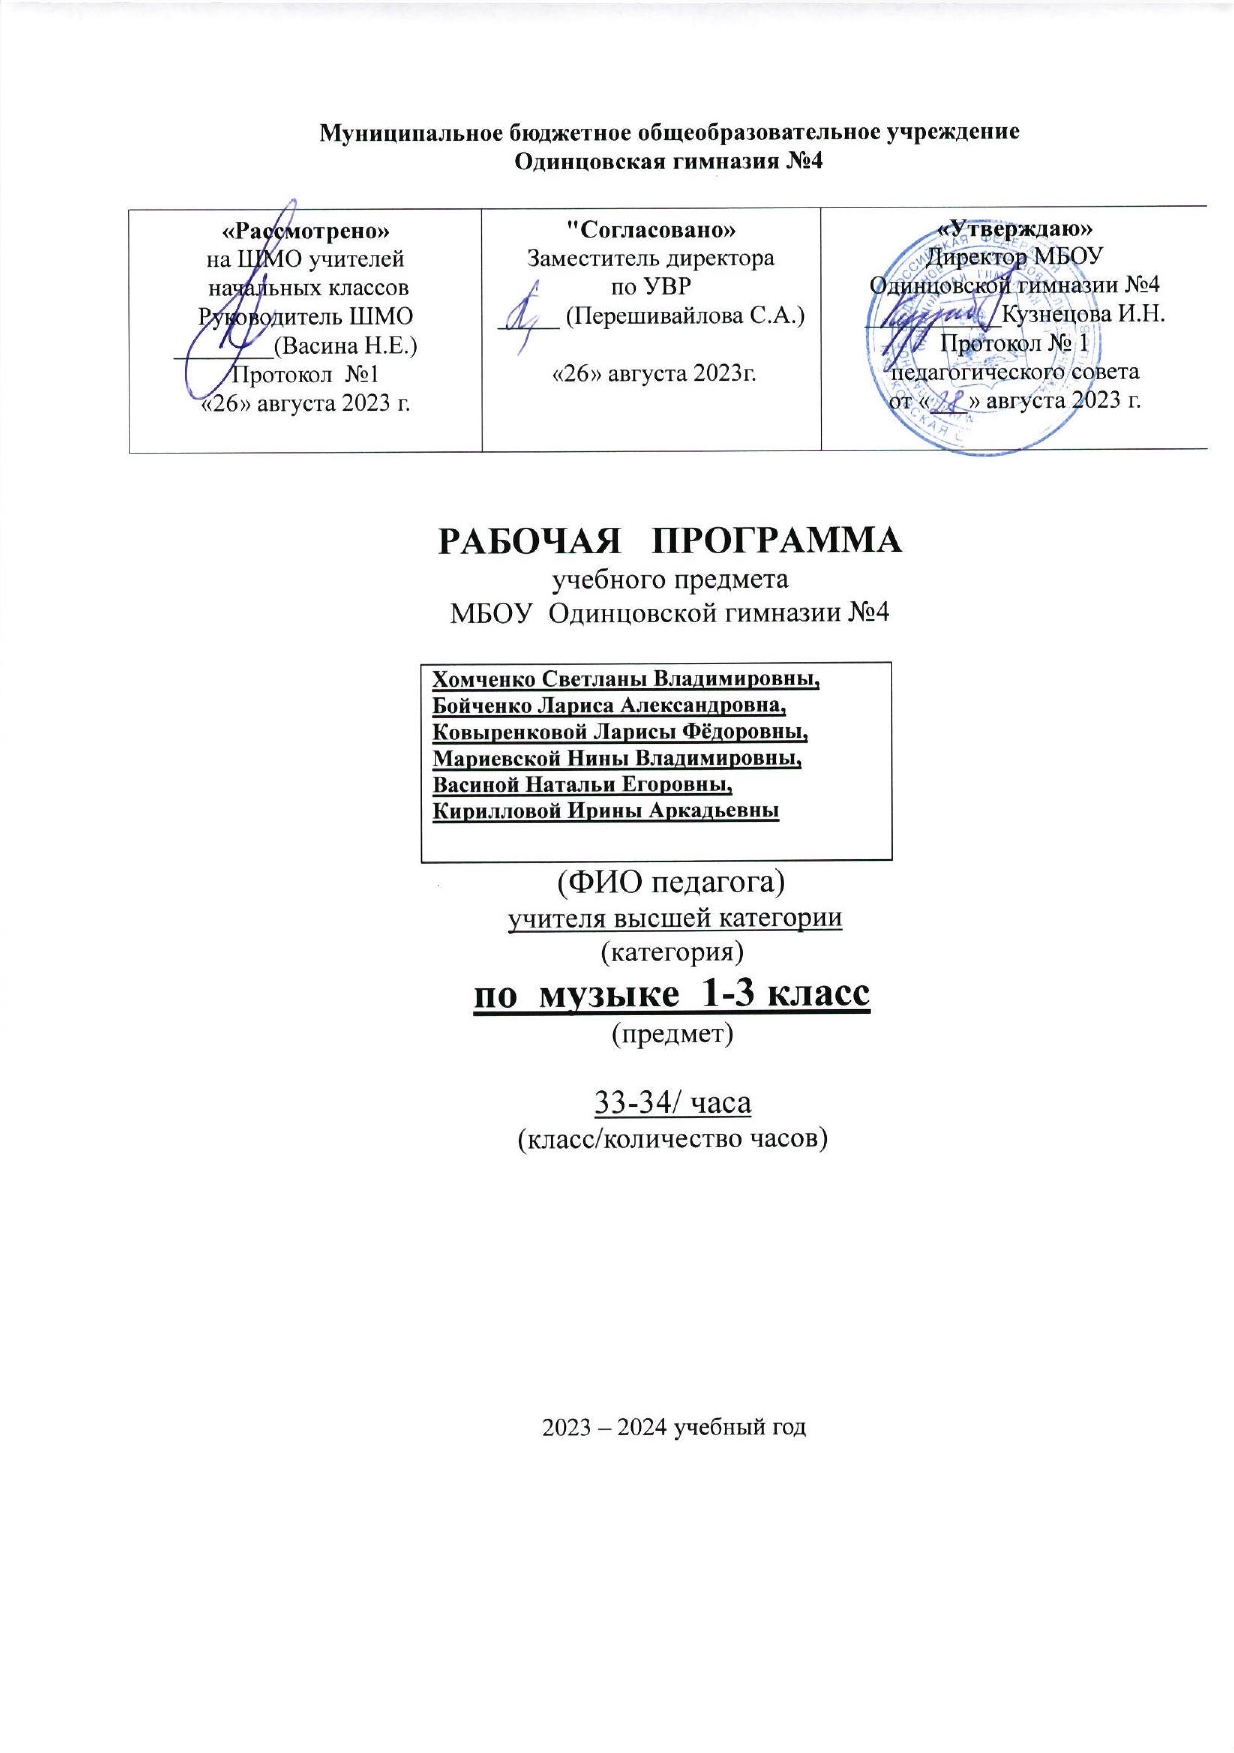 Муниципальное бюджетное общеобразовательное учреждение
Одинцовская гимназия №4
«Рассмотрено»
на ШМО учителей
начальных классов
Руководитель ШМО
________(Васина Н.Е.)
Протокол №1
«26» августа 2023 г.
"Согласовано»
Заместитель директора
по УВР
_____ (Перешивайлова С.А.)
«26» августа 2023г.
«Утверждаю»
Директор МБОУ
Одинцовской гимназии №4
___________Кузнецова И.Н.
Протокол № 1
педагогического совета
от «28» августа 2023 г.
РАБОЧАЯ ПРОГРАММА
учебного предмета
МБОУ Одинцовской гимназии №4
Хомченко Светланы Владимировны,
Бойченко Лариса Александровна,
Ковыренковой Ларисы Фёдоровны,
Мариевской Нины Владимировны,
Васиной Натальи Егоровны,
Кирилловой Ирины Аркадьевны
(ФИО педагога)
учителя высшей категории
(категория)
по музыке 1-3 класс
(предмет)
33-34/ часа
(класс/количество часов)
2023 – 2024 учебный год